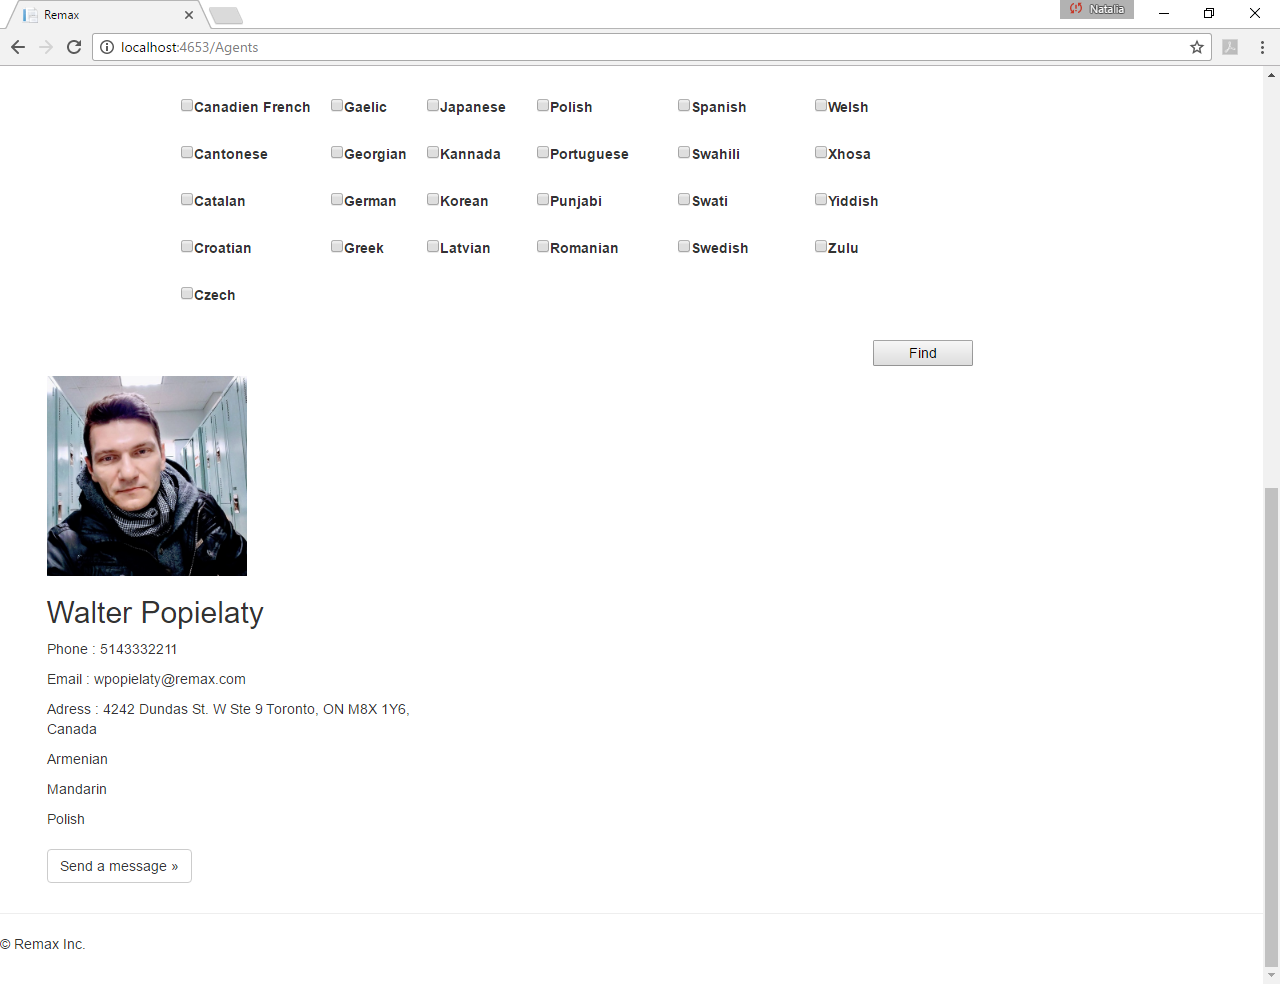 Remax
Natalia
localhost:4653/Agents
Canadien French Gaelic Japanese Polish Spanish Welsh
Cantonese Georgian Kannada Portuguese Swahili Xhosa
Catalan German Korean Punjabi Swati Yiddish
Croatian Greek Latvian Romanian Swedish Zulu
Czech
Find
Walter Popielaty
Phone : 5143332211
Email : wpopielaty@remax.com
Adress : 4242 Dundas St. W Ste 9 Toronto, ON M8X 1Y6,
Canada
Armenian
Mandarin
Polish
Send a message »
© Remax Inc.